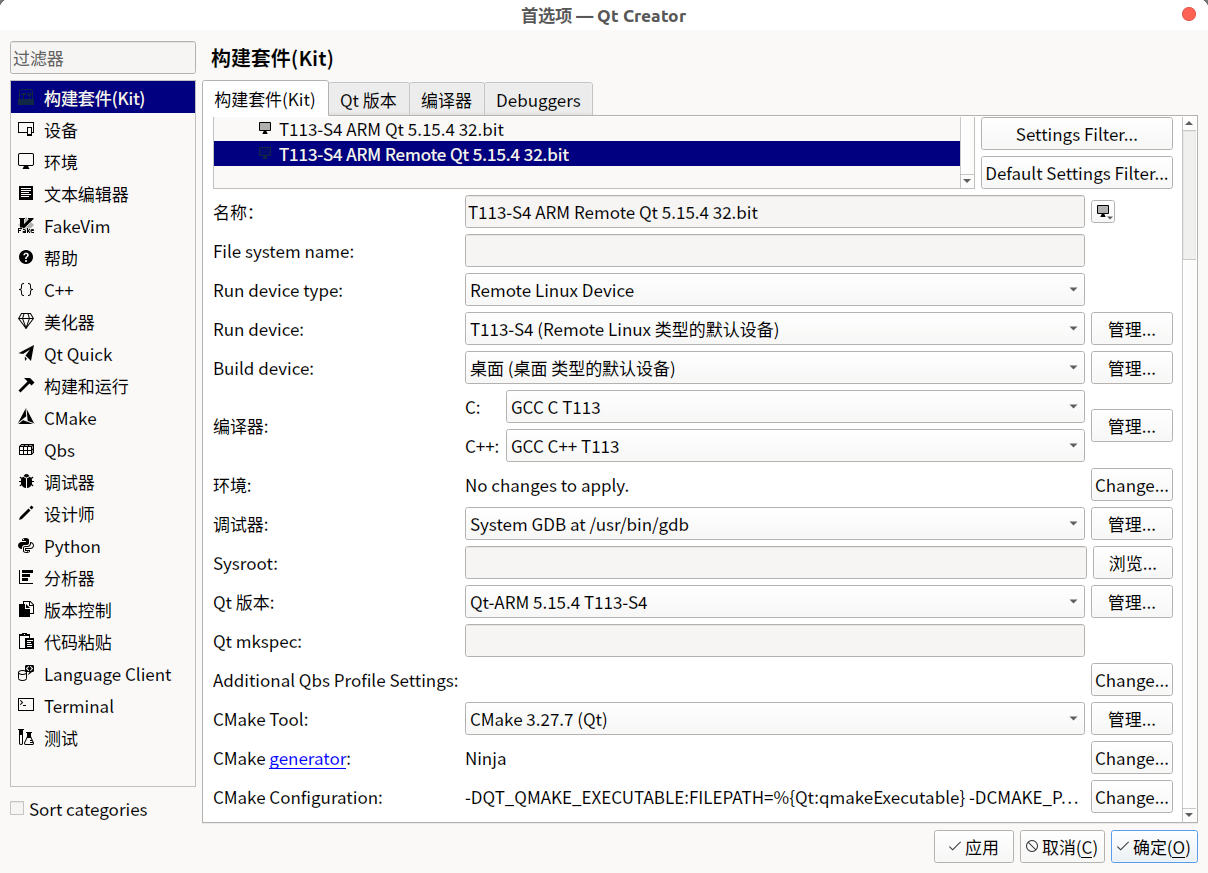 首选项 — Qt Creator
过滤器
构建套件(Kit)
设备
环境
文本编辑器
FakeVim
帮助
C++
美化器
Qt Quick
构建和运行
CMake
Qbs
调试器
设计师
Python
分析器
版本控制
代码粘贴
Language Client
Terminal
测试
Sort categories
构建套件(Kit)
构建套件(Kit) Qt 版本 编译器 Debuggers
T113-S4 ARM Qt 5.15.4 32.bit
T113-S4 ARM Remote Qt 5.15.4 32.bit
Settings Filter...
Default Settings Filter...
名称: T113-S4 ARM Remote Qt 5.15.4 32.bit
File system name:
Run device type: Remote Linux Device
Run device: T113-S4 (Remote Linux 类型的默认设备) 管理...
Build device: 桌面 (桌面 类型的默认设备) 管理...
编译器: C: GCC C T113
C++: GCC C++ T113 管理...
环境: No changes to apply. Change...
调试器: System GDB at /usr/bin/gdb 管理...
Sysroot: 浏览...
Qt 版本: Qt-ARM 5.15.4 T113-S4 管理...
Qt mkspec:
Additional Qbs Profile Settings: Change...
CMake Tool: CMake 3.27.7 (Qt) 管理...
CMake generator: Ninja Change...
CMake Configuration: -DQT_QMAKE_EXECUTABLE:FILEPATH=%{Qt:qmakeExecutable} -DCMAKE_P... Change...
应用 取消(C) 确定(O)